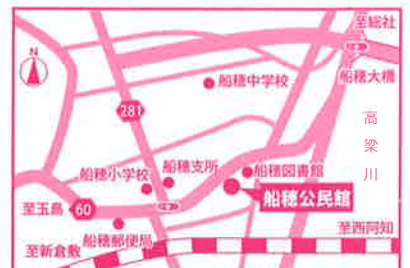 至総社
N
船穂中学校
船穂大橋
281
高梁川
船穂小学校
船穂支所
船穂図書館
船穂公民館
至玉島
60
船穂郵便局
至西阿知
至新倉敷